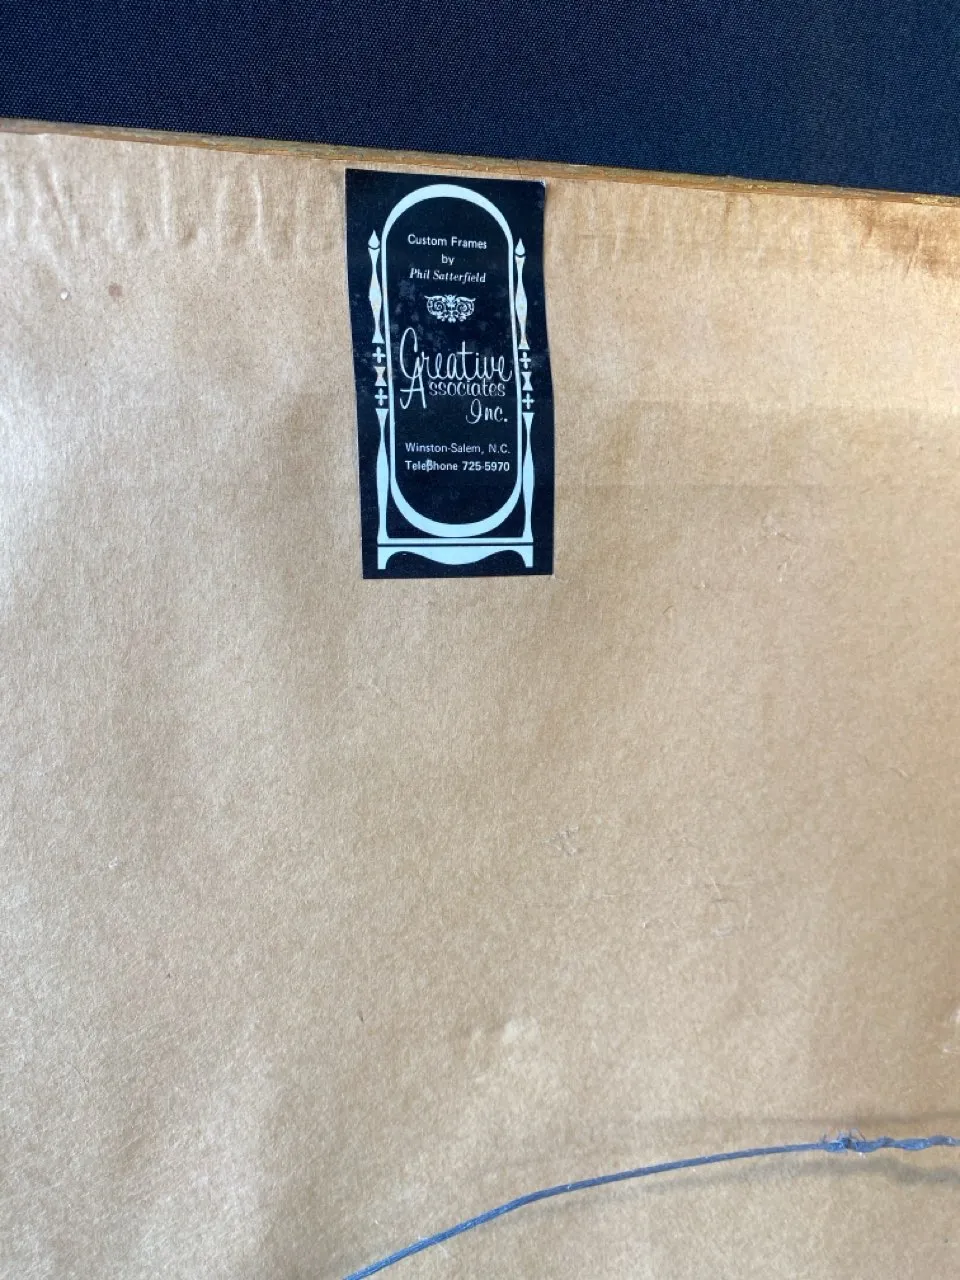 Custom Frames
by
Phil Satterfield
Creative
Associates
Inc.
Winston-Salem, N.C.
Telephone 725-5970